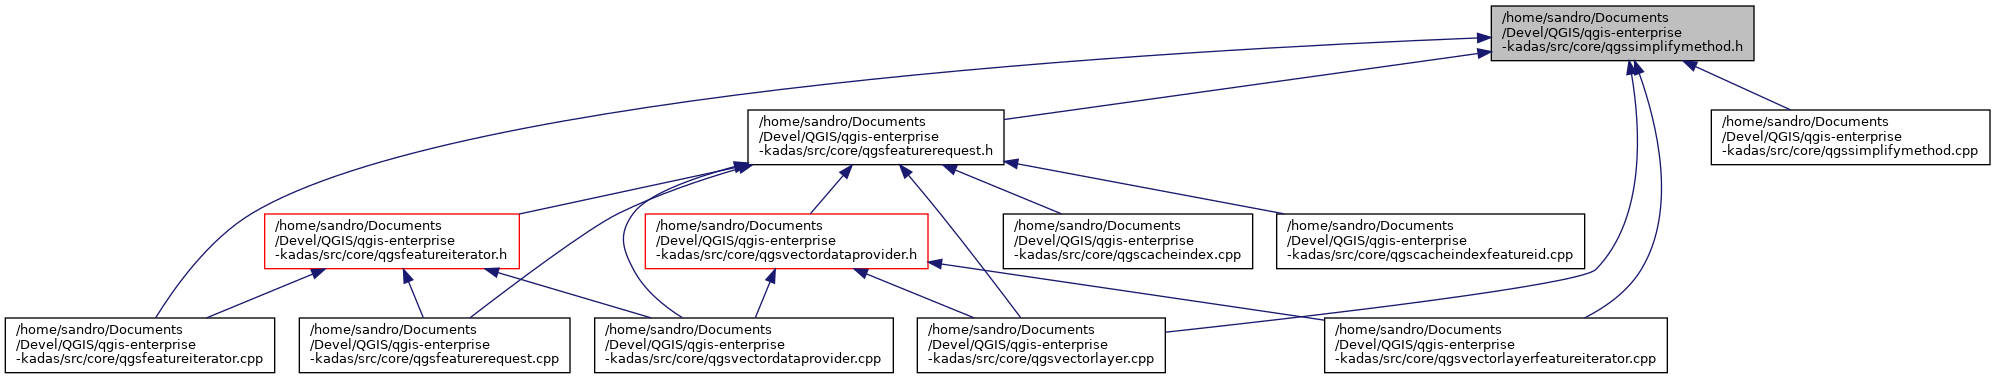 /home/sandro/Documents
/Devel/QGIS/qgis-enterprise
-kadas/src/core/qgssimplifymethod.h
/home/sandro/Documents
/Devel/QGIS/qgis-enterprise
-kadas/src/core/qgsfeaturerequest.h
/home/sandro/Documents
/Devel/QGIS/qgis-enterprise
-kadas/src/core/qgssimplifymethod.cpp
/home/sandro/Documents
/Devel/QGIS/qgis-enterprise
-kadas/src/core/qgsfeatureiterator.h
/home/sandro/Documents
/Devel/QGIS/qgis-enterprise
-kadas/src/core/qgsvectordataprovider.h
/home/sandro/Documents
/Devel/QGIS/qgis-enterprise
-kadas/src/core/qgscacheindex.cpp
/home/sandro/Documents
/Devel/QGIS/qgis-enterprise
-kadas/src/core/qgscacheindexfeatureid.cpp
/home/sandro/Documents
/Devel/QGIS/qgis-enterprise
-kadas/src/core/qgsfeatureiterator.cpp
/home/sandro/Documents
/Devel/QGIS/qgis-enterprise
-kadas/src/core/qgsfeaturerequest.cpp
/home/sandro/Documents
/Devel/QGIS/qgis-enterprise
-kadas/src/core/qgsvectordataprovider.cpp
/home/sandro/Documents
/Devel/QGIS/qgis-enterprise
-kadas/src/core/qgsvectorlayer.cpp
/home/sandro/Documents
/Devel/QGIS/qgis-enterprise
-kadas/src/core/qgsvectorlayerfeatureiterator.cpp